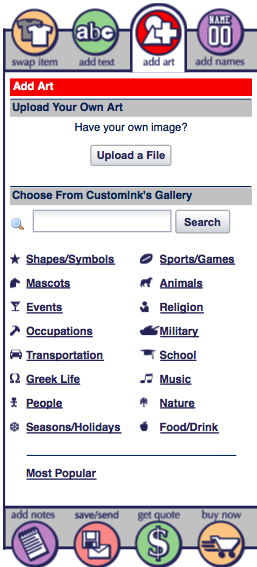 abc
NAME
00
swap item add text add art add names
Add Art
Upload Your Own Art
Have your own image?
Upload a File
Choose From CustomInk's Gallery
Search
Shapes/Symbols Sports/Games
Mascots Animals
Events Religion
Occupations Military
Transportation School
Greek Life Music
People Nature
Seasons/Holidays Food/Drink
Most Popular
add notes save/send get quote buy now
$